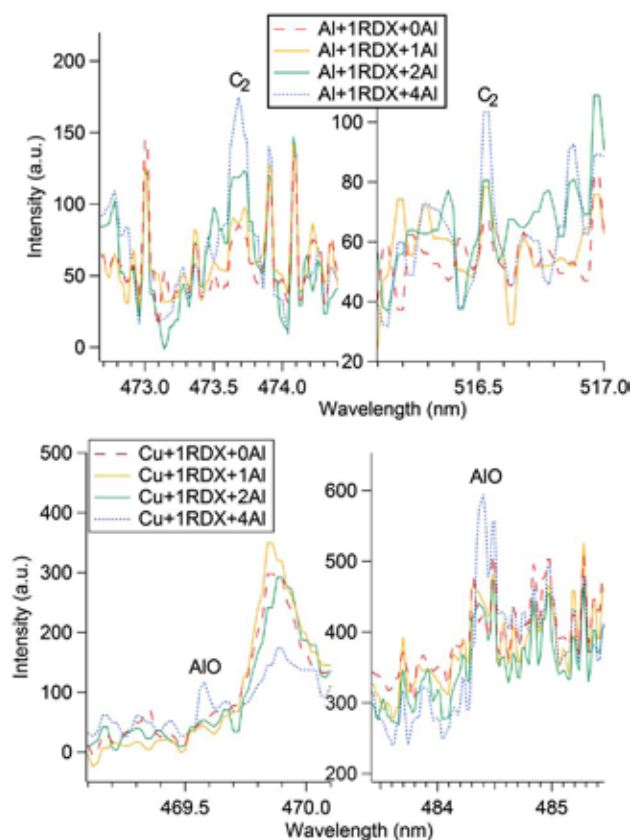 Al+1RDX+0Al
Al+1RDX+1Al
Al+1RDX+2Al
Al+1RDX+4Al
C2
C2
Intensity (a.u.)
200
150
100
50
0
100
80
60
40
20
473.0
473.5
474.0
516.5
517.0
Wavelength (nm)
Cu+1RDX+0Al
Cu+1RDX+1Al
Cu+1RDX+2Al
Cu+1RDX+4Al
AlO
AlO
Intensity (a.u.)
500
400
300
200
100
0
600
500
400
300
200
469.5
470.0
484
485
Wavelength (nm)